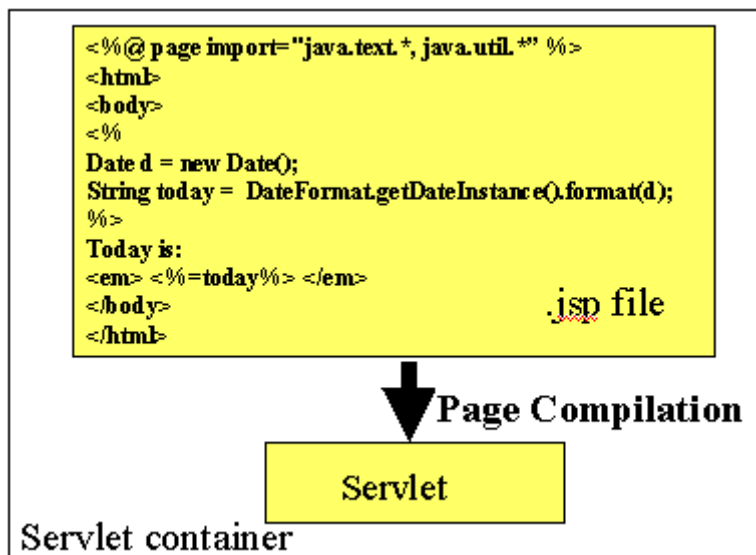 <%@ page import="java.text.*, java.util.*” %>
<html>
<body>
<%
Date d = new Date();
String today = DateFormat.getDateInstance().format(d);
%>
Today is:
<em> <%=today%> </em>
</body>
</html>
.jsp file
Page Compilation
Servlet
Servlet container